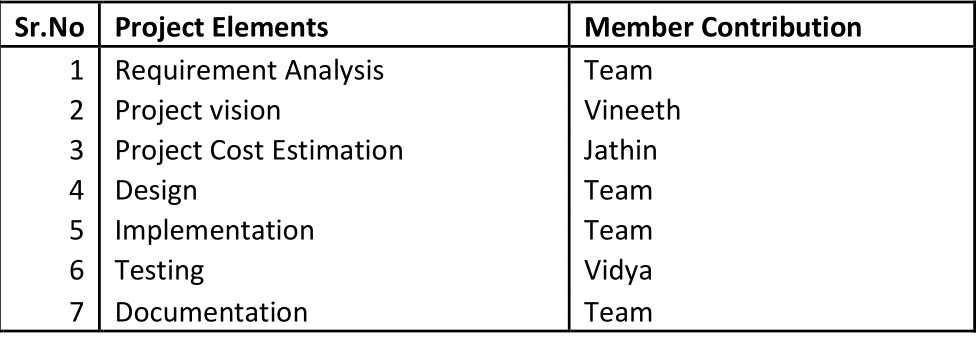 Sr.No Project Elements Member Contribution
1 Requirement Analysis Team
2 Project vision Vineeth
3 Project Cost Estimation Jathin
4 Design Team
5 Implementation Team
6 Testing Vidya
7 Documentation Team